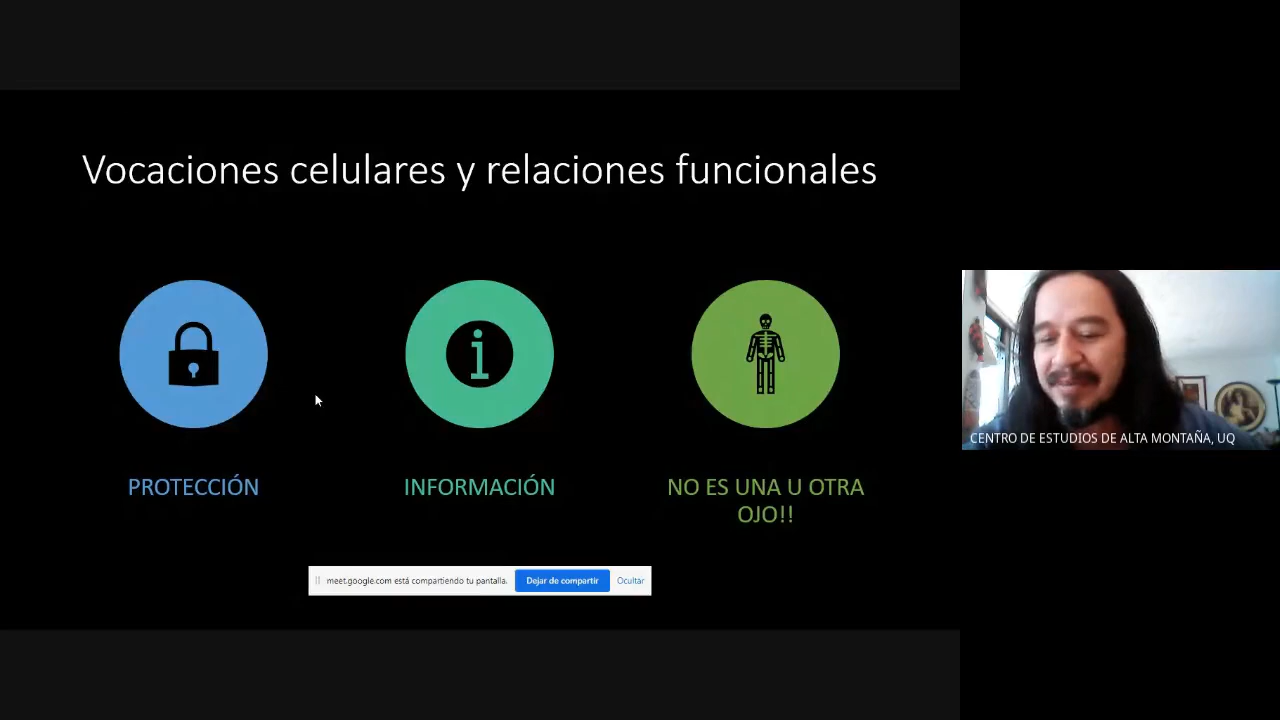 Vocaciones celulares y relaciones funcionales
PROTECCIÓN
INFORMACIÓN
NO ES UNA U OTRA
OJO!!
CENTRO DE ESTUDIOS DE ALTA MONTAÑA, UQ
meet.google.com está compartiendo tu pantalla.
Dejar de compartir
Ocultar